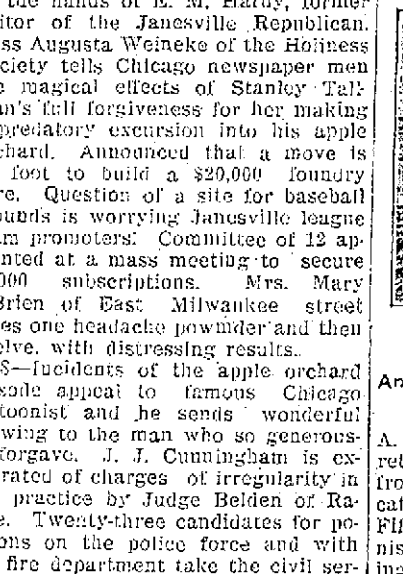 the hands of E. M. Hardy, former
itor of the Janesville Republican.
ss Augusta Weineke of the Holiness
ciety tells Chicago newspaper men
e magical effects of Stanley Tall-
an's full forgiveness for her making
predatory excursion into his apple
chard. Announced that a move is
foot to build a $20,000 foundry
re. Question of a site for baseball
ounds is worrying Janesville league
am promoters. Committee of 12 ap-
nted at a mass meeting to secure
000 subscriptions. Mrs. Mary
Brien of East Milwaukee street
es one headache powmder and then
elve, with distressing results.
S—Incidents of the apple orchard
sode appeal to famous Chicago
toonist and he sends wonderful
wing to the man who so generous-
forgave. J. J. Cunningham is ex-
rated of charges of irregularity in
practice by Judge Belden of Ra-
e. Twenty-three candidates for po-
ons on the police force and with
fire department take the civil ser-
An
A.
ret
fro
cat
nis